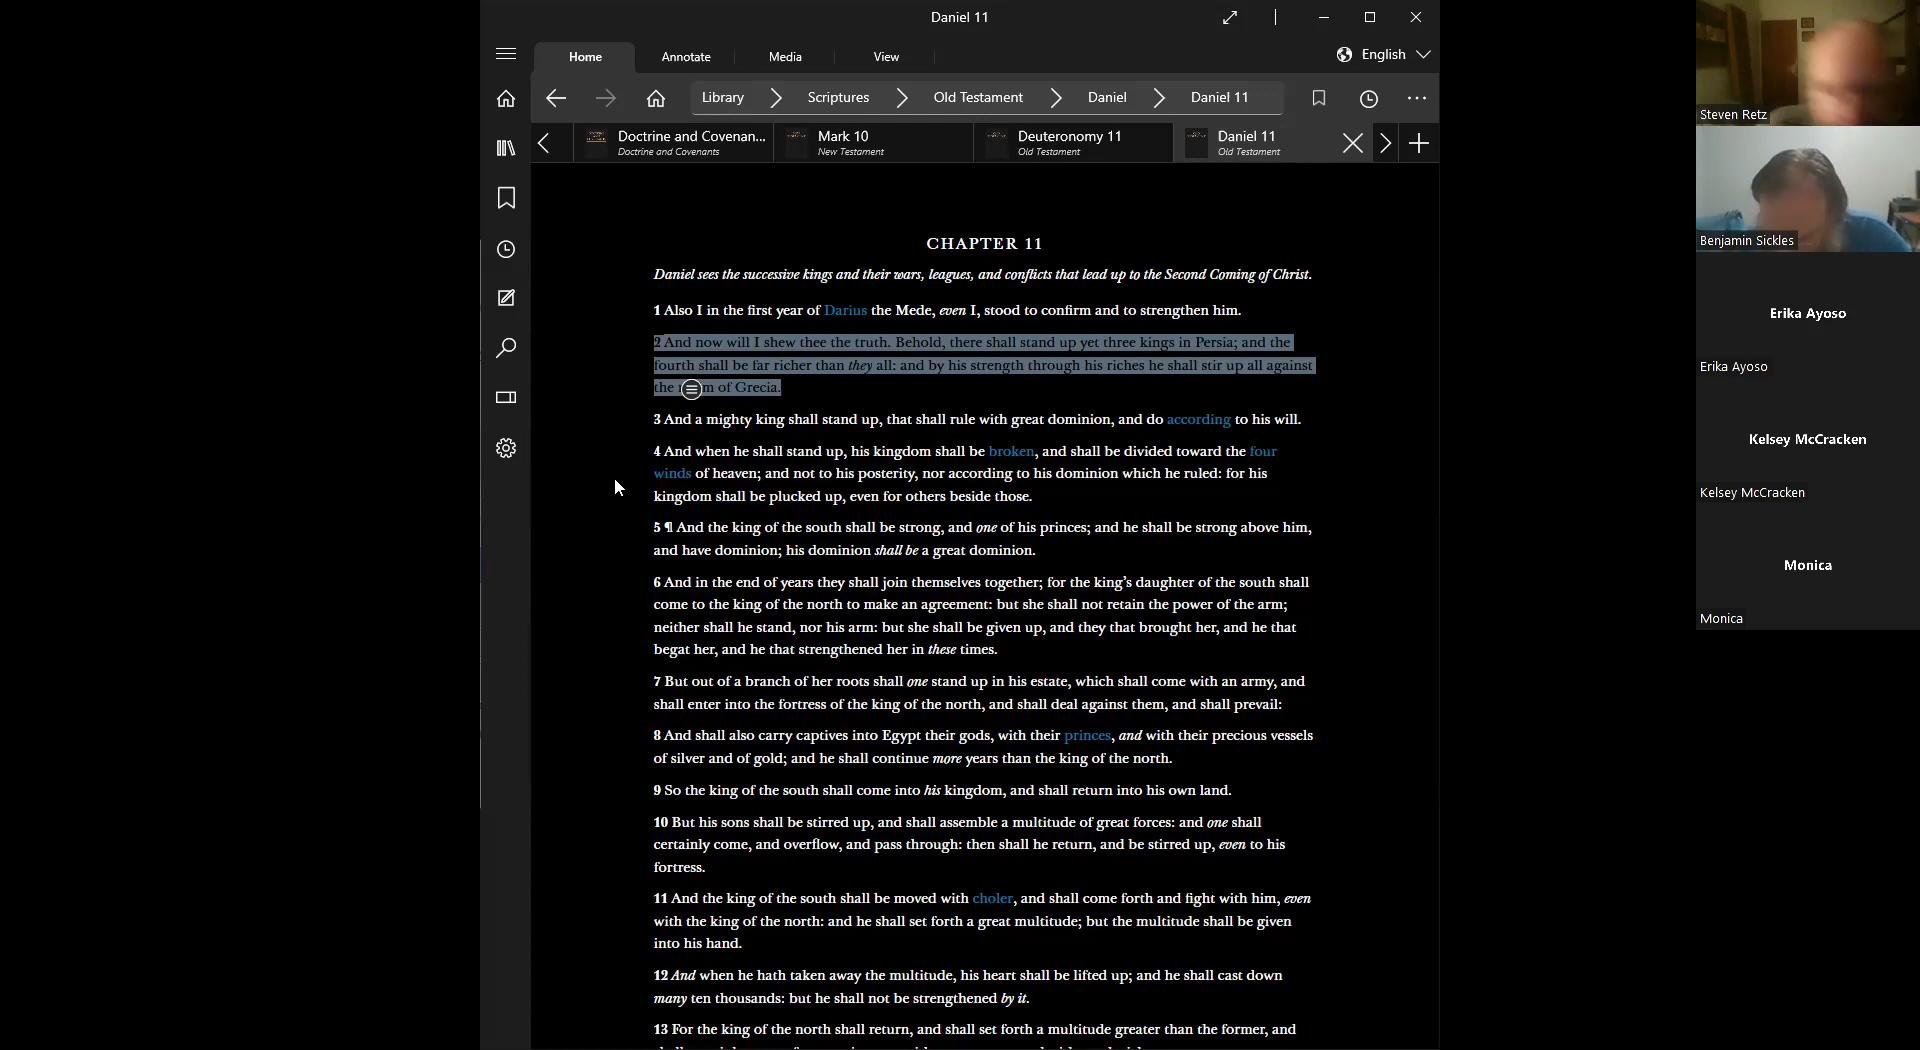 Daniel 11
Home
Annotate
Media
View
English
Library
Scriptures
Old Testament
Daniel
Daniel 11
Doctrine and Covenan...
Doctrine and Covenants
Mark 10
New Testament
Deuteronomy 11
Old Testament
Daniel 11
Old Testament
CHAPTER 11
Daniel sees the successive kings and their wars, leagues, and conflicts that lead up to the Second Coming of Christ.
1 Also I in the first year of Darius the Mede, even I, stood to confirm and to strengthen him.
2 And now will I shew thee the truth. Behold, there shall stand up yet three kings in Persia; and the
fourth shall be far richer than they all: and by his strength through his riches he shall stir up all against
the of Grecia.
3 And a mighty king shall stand up, that shall rule with great dominion, and do according to his will.
4 And when he shall stand up, his kingdom shall be broken, and shall be divided toward the four
winds of heaven; and not to his posterity, nor according to his dominion which he ruled: for his
kingdom shall be plucked up, even for others beside those.
5 ¶ And the king of the south shall be strong, and one of his princes; and he shall be strong above him,
and have dominion; his dominion shall be a great dominion.
6 And in the end of years they shall join themselves together; for the king’s daughter of the south shall
come to the king of the north to make an agreement: but she shall not retain the power of the arm;
neither shall he stand, nor his arm: but she shall be given up, and they that brought her, and he that
begat her, and he that strengthened her in these times.
7 But out of a branch of her roots shall one stand up in his estate, which shall come with an army, and
shall enter into the fortress of the king of the north, and shall deal against them, and shall prevail:
8 And shall also carry captives into Egypt their gods, with their princes, and with their precious vessels
of silver and of gold; and he shall continue more years than the king of the north.
9 So the king of the south shall come into his kingdom, and shall return into his own land.
10 But his sons shall be stirred up, and shall assemble a multitude of great forces: and one shall
certainly come, and overflow, and pass through: then shall he return, and be stirred up, even to his
fortress.
11 And the king of the south shall be moved with choler, and shall come forth and fight with him, even
with the king of the north: and he shall set forth a great multitude; but the multitude shall be given
into his hand.
12 And when he hath taken away the multitude, his heart shall be lifted up; and he shall cast down
many ten thousands: but he shall not be strengthened by it.
13 For the king of the north shall return, and shall set forth a multitude greater than the former, and
Steven Retz
Benjamin Sickles
Erika Ayoso
Erika Ayoso
Kelsey McCracken
Kelsey McCracken
Monica
Monica